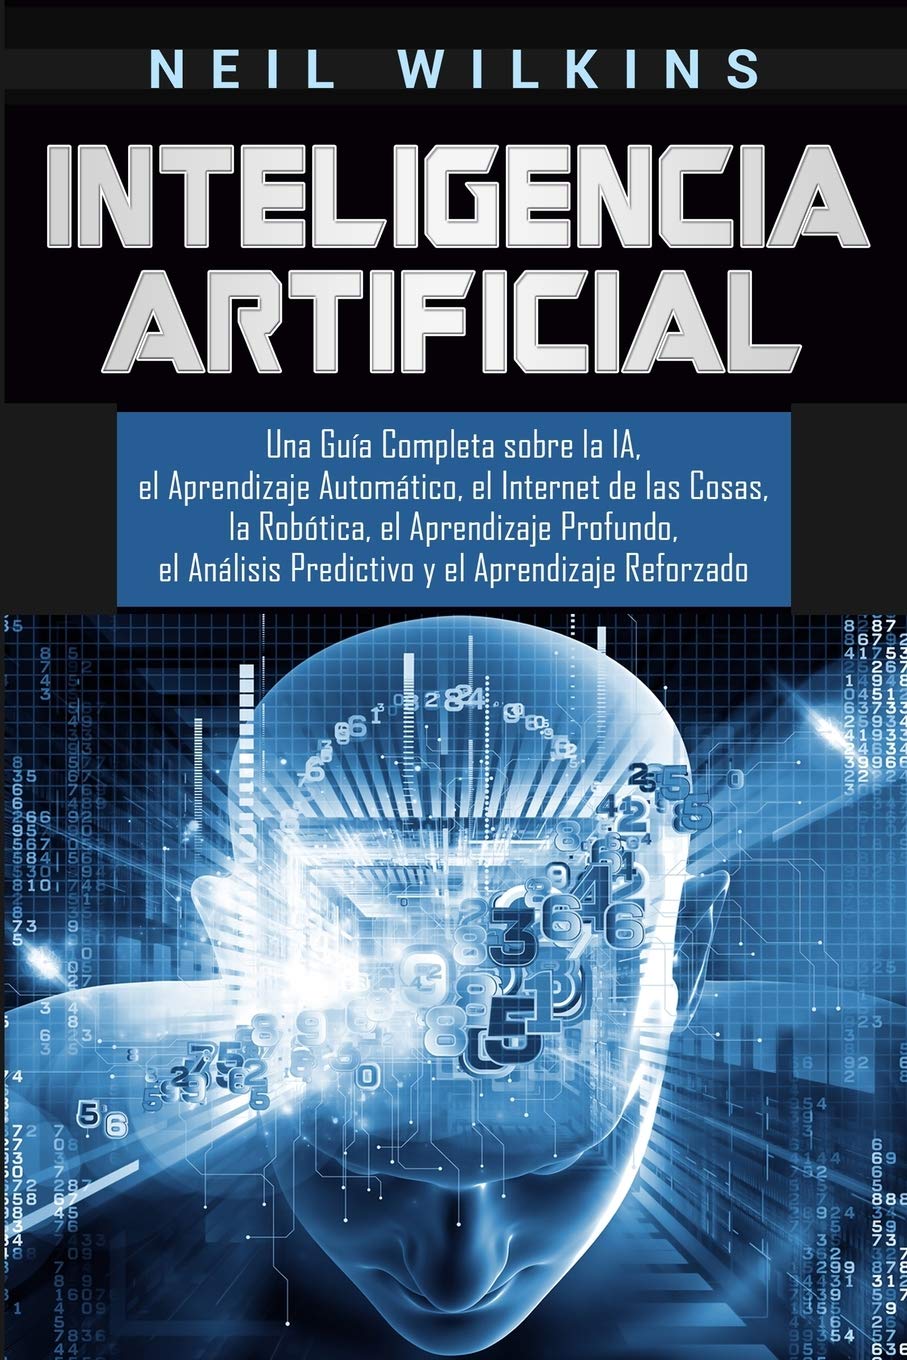 NEIL WILKINS
INTELIGENCIA
ARTIFICIAL
Una Guía Completa sobre la IA,
el Aprendizaje Automático, el Internet de las Cosas,
la Robótica, el Aprendizaje Profundo,
el Análisis Predictivo y el Aprendizaje Reforzado